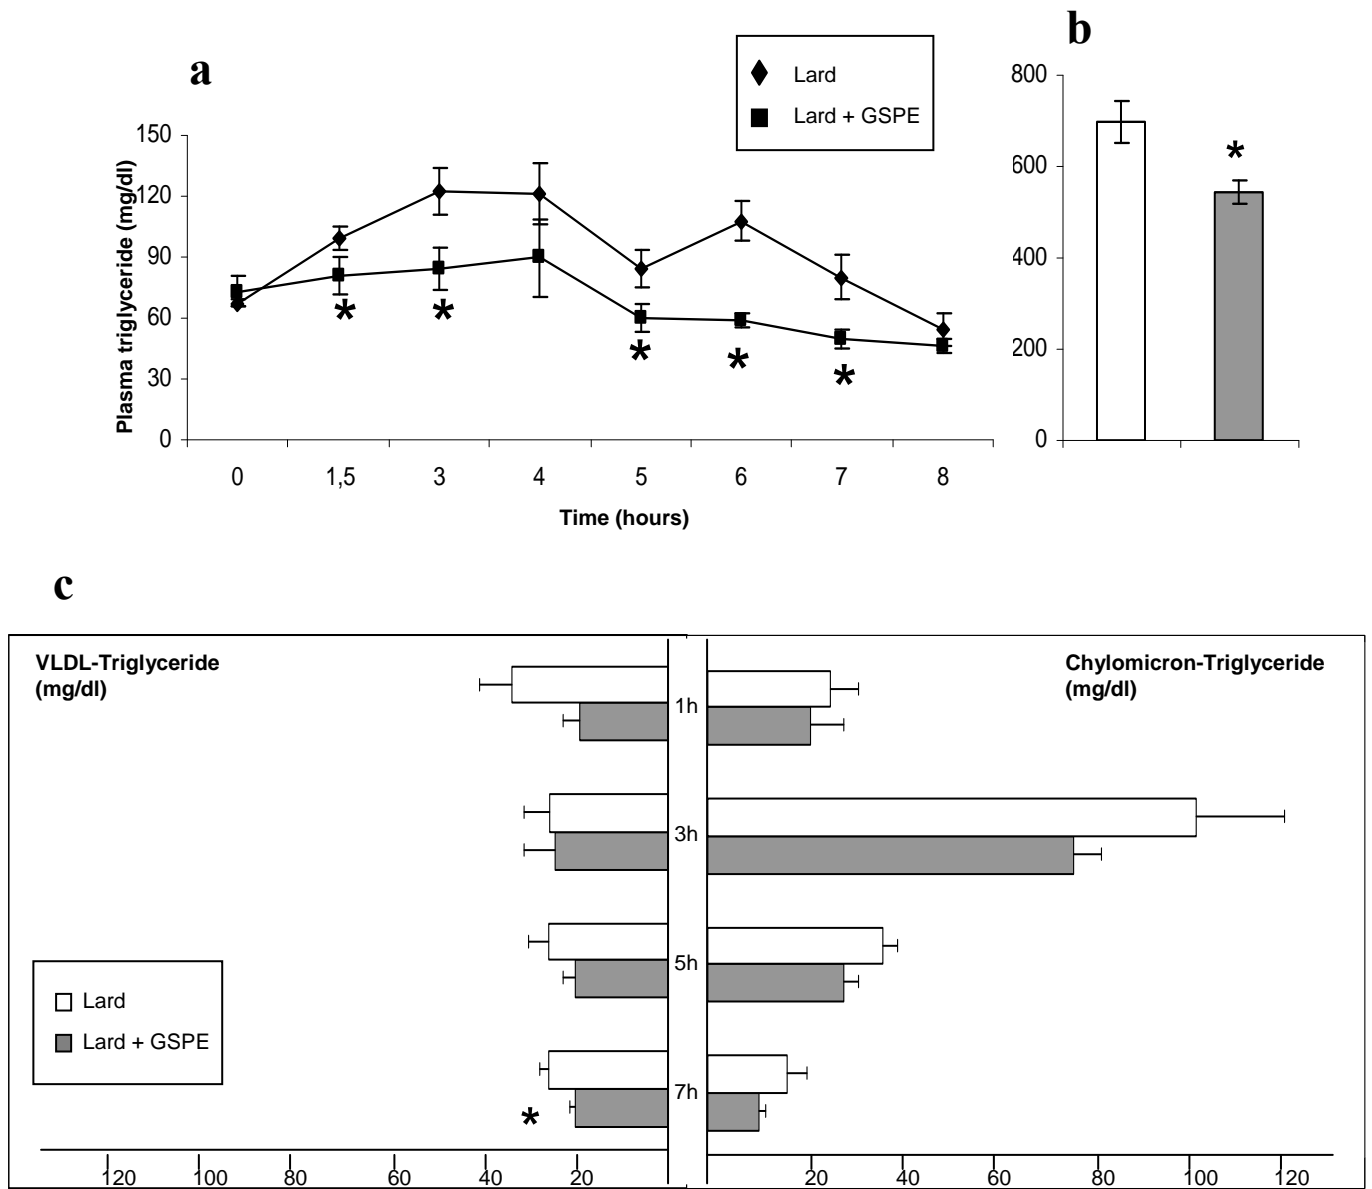 a
b
Lard
Lard + GSPE
Plasma triglyceride (mg/dl)
150
120
90
60
30
0
0 1,5 3 4 5 6 7 8
Time (hours)
*
*
*
*
*
800
600
400
200
0
*
c
VLDL-Triglyceride
(mg/dl)
Chylomicron-Triglyceride
(mg/dl)
1h
3h
5h
7h
Lard
Lard + GSPE
*
120 100 80 60 40 20
20 40 60 80 100 120